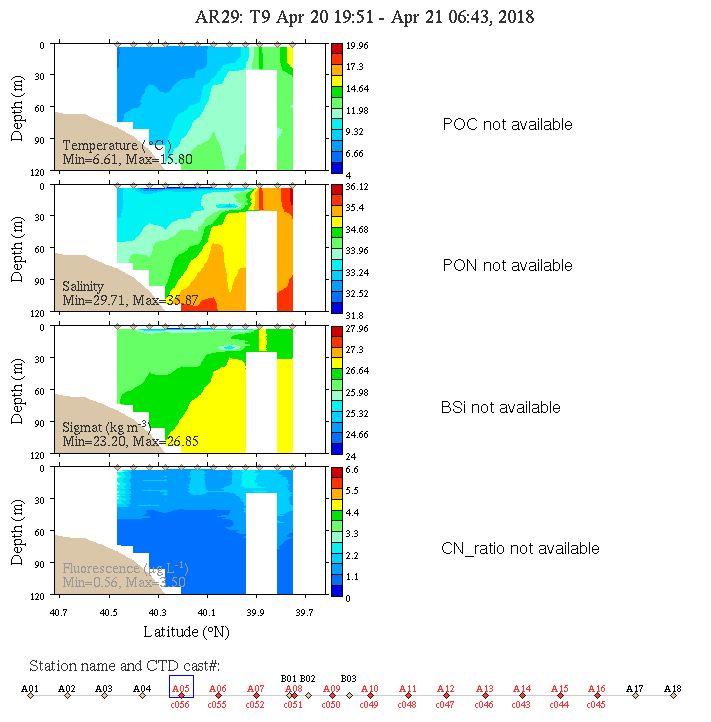 AR29: T9 Apr 20 19:51 - Apr 21 06:43, 2018
Depth (m)
0
30
60
90
120
Temperature (°C)
Min=6.61, Max=15.80
19.96
17.3
14.64
11.98
9.32
6.66
4
POC not available
Depth (m)
0
30
60
90
120
Salinity
Min=29.71, Max=35.87
36.12
35.4
34.68
33.96
33.24
32.52
31.8
PON not available
Depth (m)
0
30
60
90
120
Sigmat (kg m⁻³)
Min=23.20, Max=26.85
27.96
27.3
26.64
25.98
25.32
24.66
24
BSi not available
Depth (m)
0
30
60
90
120
Fluorescence (μg L⁻¹)
Min=0.56, Max=3.50
6.6
5.5
4.4
3.3
2.2
1.1
0
CN_ratio not available
40.7 40.5 40.3 40.1 39.9 39.7
Latitude (°N)
Station name and CTD cast#:
B01 B02 B03
A01 A02 A03 A04 A05 A06 A07 A08 A09 A10 A11 A12 A13 A14 A15 A16 A17 A18
c056 c055 c052 c051 c050 c049 c048 c047 c046 c043 c044 c045